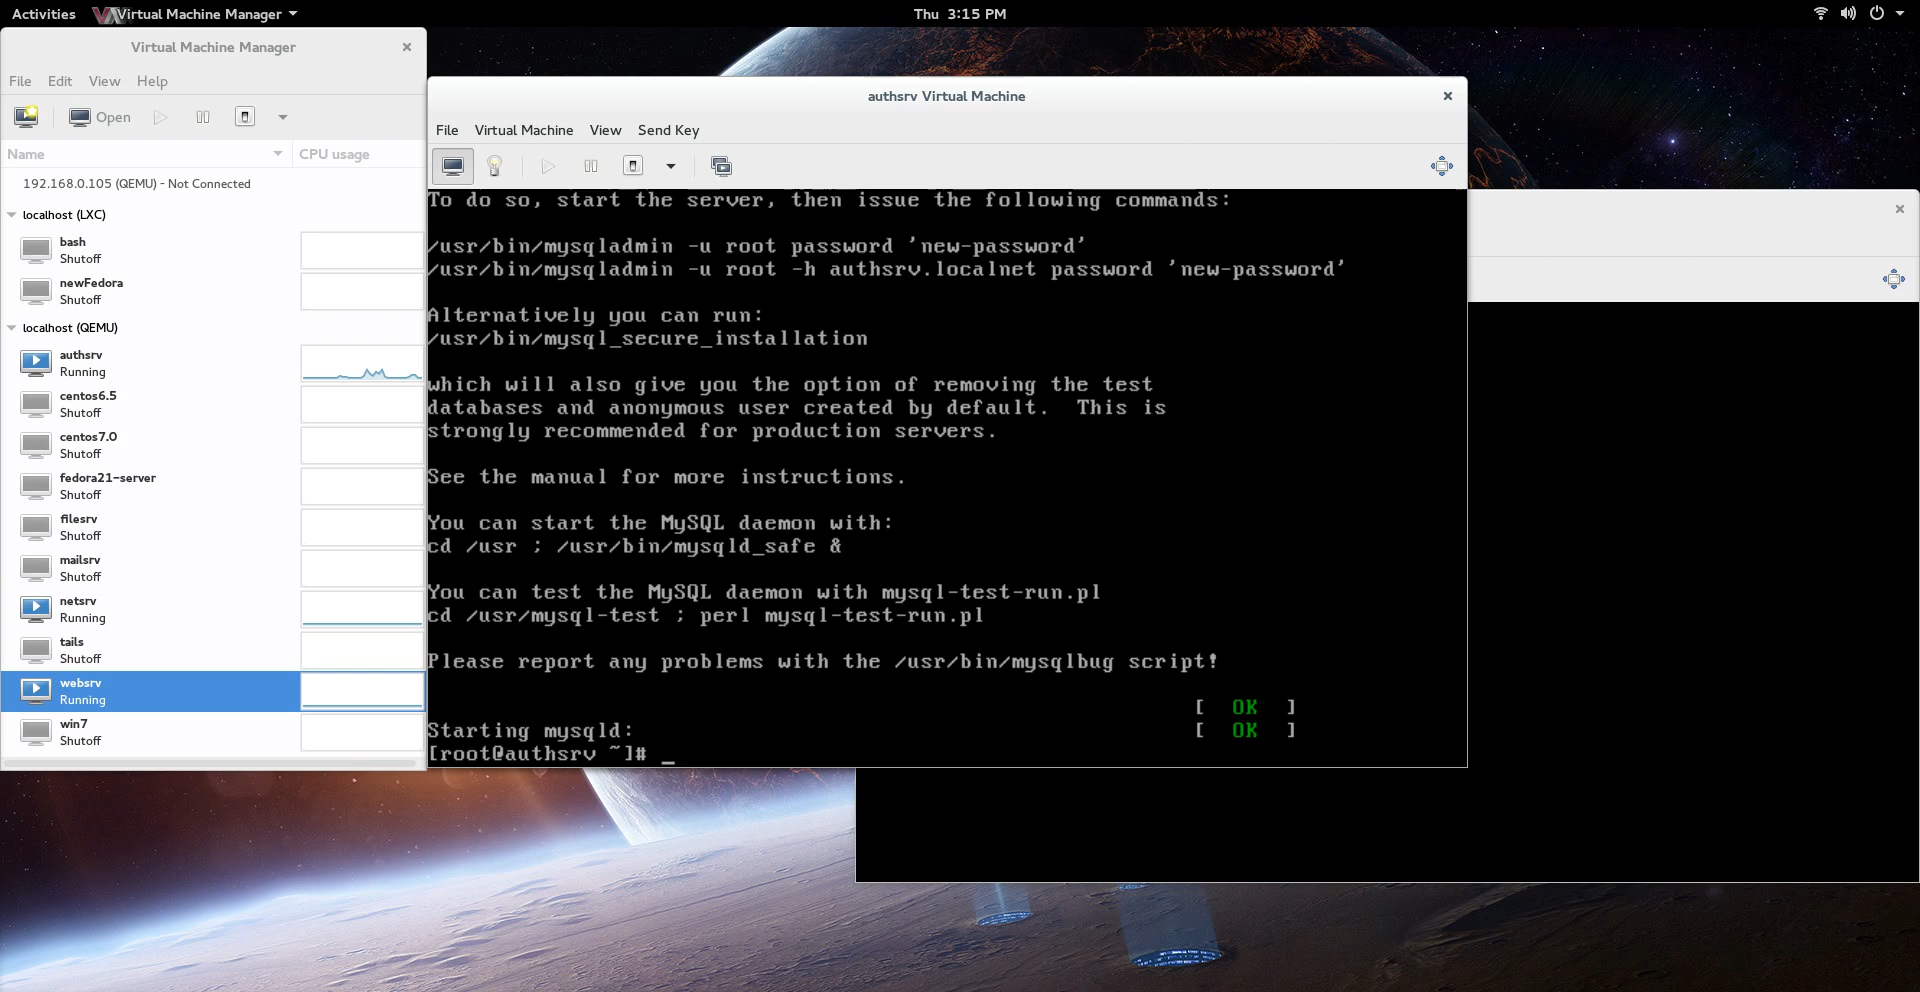 Activities Virtual Machine Manager
Thu 3:15 PM
Virtual Machine Manager
File Edit View Help
Open
Name CPU usage
192.168.0.105 (QEMU) - Not Connected
localhost (LXC)
bash
Shutoff
newFedora
Shutoff
localhost (QEMU)
authsrv
Running
centos6.5
Shutoff
centos7.0
Shutoff
fedora21-server
Shutoff
filesrv
Shutoff
mailsrv
Shutoff
netsrv
Running
tails
Shutoff
websrv
Running
win7
Shutoff
authsrv Virtual Machine
File Virtual Machine View Send Key
To do so, start the server, then issue the following commands:
/usr/bin/mysqladmin -u root password 'new-password'
/usr/bin/mysqladmin -u root -h authsrv.localnet password 'new-password'
Alternatively you can run:
/usr/bin/mysql_secure_installation
which will also give you the option of removing the test
databases and anonymous user created by default.  This is
strongly recommended for production servers.
See the manual for more instructions.
You can start the MySQL daemon with:
cd /usr ; /usr/bin/mysqld_safe &
You can test the MySQL daemon with mysql-test-run.pl
cd /usr/mysql-test ; perl mysql-test-run.pl
Please report any problems with the /usr/bin/mysqlbug script!
[  OK  ]
Starting mysqld: [  OK  ]
[root@authsrv ~]# _